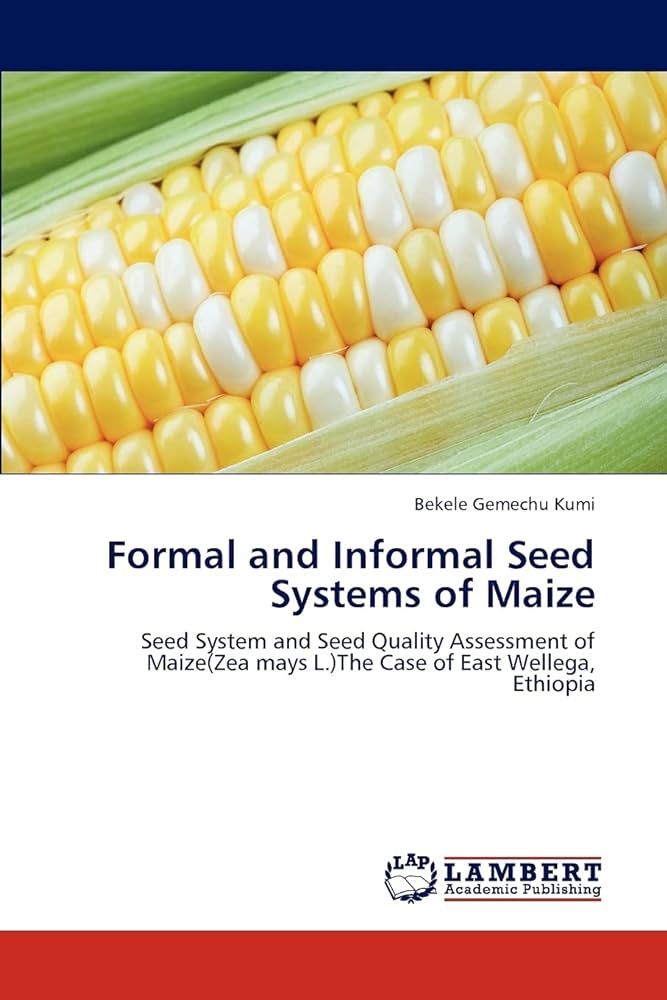 Bekele Gemechu Kumi
Formal and Informal Seed
Systems of Maize
Seed System and Seed Quality Assessment of
Maize(Zea mays L.)The Case of East Wellega,
Ethiopia
LAP
LAMBERT
Academic Publishing